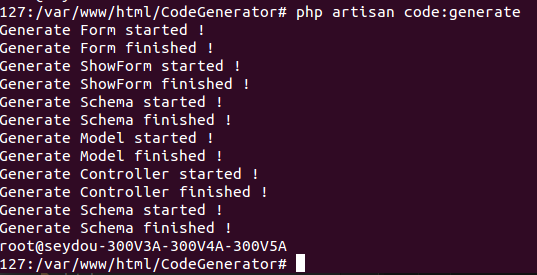 127:/var/www/html/CodeGenerator# php artisan code:generate
Generate Form started !
Generate Form finished !
Generate ShowForm started !
Generate ShowForm finished !
Generate Schema started !
Generate Schema finished !
Generate Model started !
Generate Model finished !
Generate Controller started !
Generate Controller finished !
Generate Schema started !
Generate Schema finished !
root@seydou-300V3A-300V4A-300V5A
127:/var/www/html/CodeGenerator#